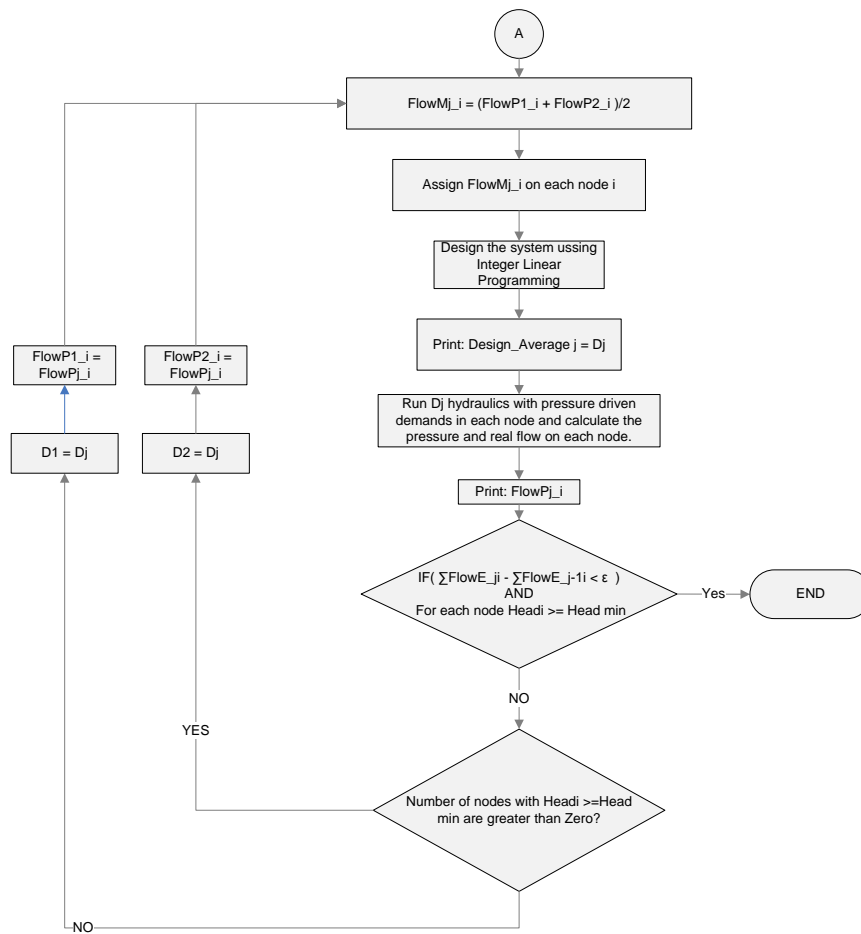 A
FlowMj_i = (FlowP1_i + FlowP2_i )/2
Assign FlowMj_i on each node i
Design the system ussing
Integer Linear
Programming
Print: Design_Average j = Dj
FlowP1_i =
FlowPj_i
FlowP2_i =
FlowPj_i
Run Dj hydraulics with pressure driven
demands in each node and calculate the
pressure and real flow on each node.
D1 = Dj
D2 = Dj
Print: FlowPj_i
IF( ∑FlowE_ji - ∑FlowE_j-1i < ε )
AND
For each node Headi >= Head min
Yes
END
NO
YES
Number of nodes with Headi >=Head
min are greater than Zero?
NO